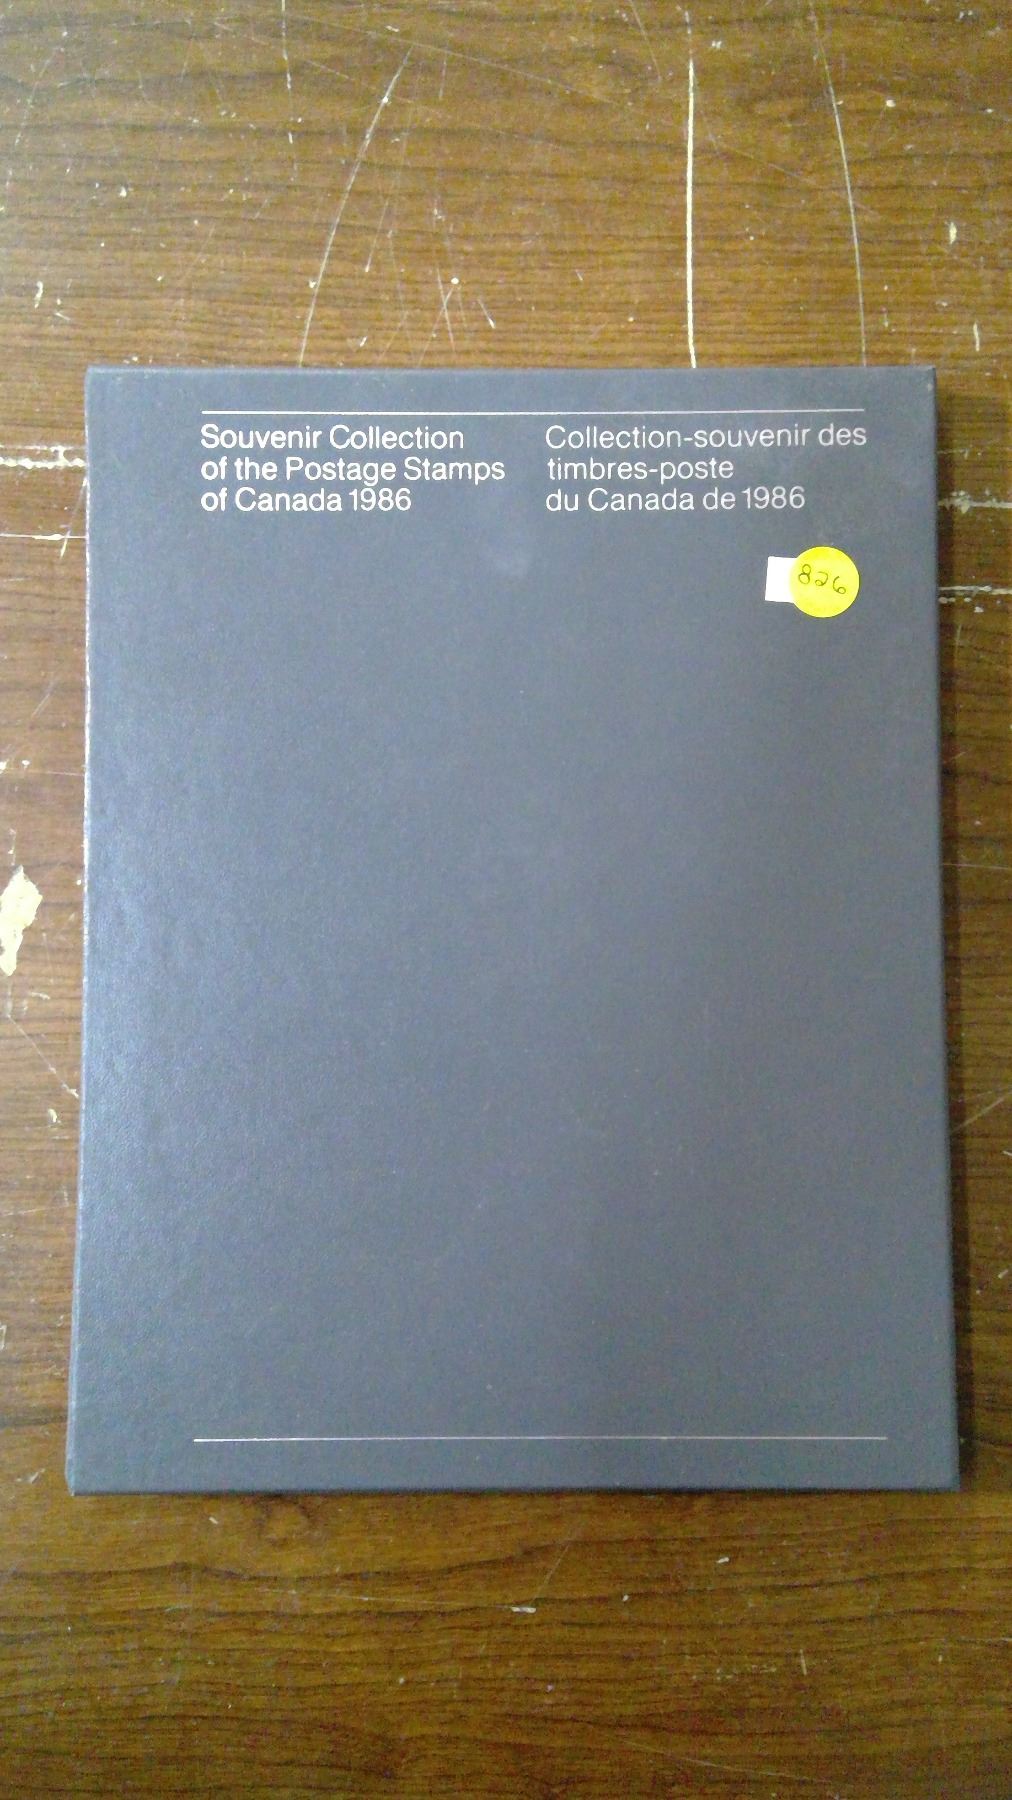 Souvenir Collection
of the Postage Stamps
of Canada 1986
Collection-souvenir des
timbres-poste
du Canada de 1986
826